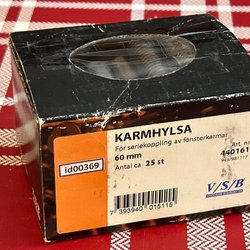 KARMHYLSA
För seriekoppling av fönsterkarmar
60 mm
Art. nr
440161
Antal ca 25 st
id00369
V/S/B
7 393940 015115